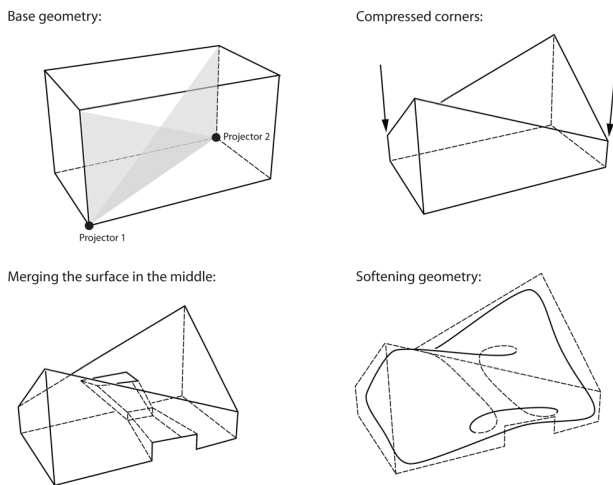 Base geometry:
Compressed corners:
Projector 2
Projector 1
Merging the surface in the middle:
Softening geometry: